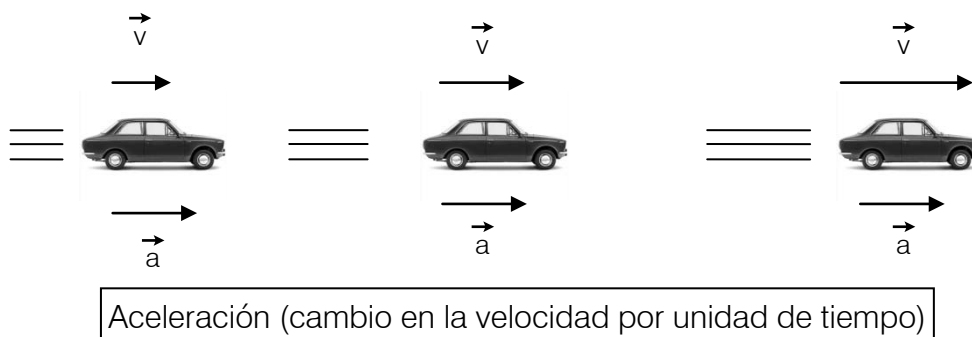 v
v
v
a
a
a
Aceleración (cambio en la velocidad por unidad de tiempo)